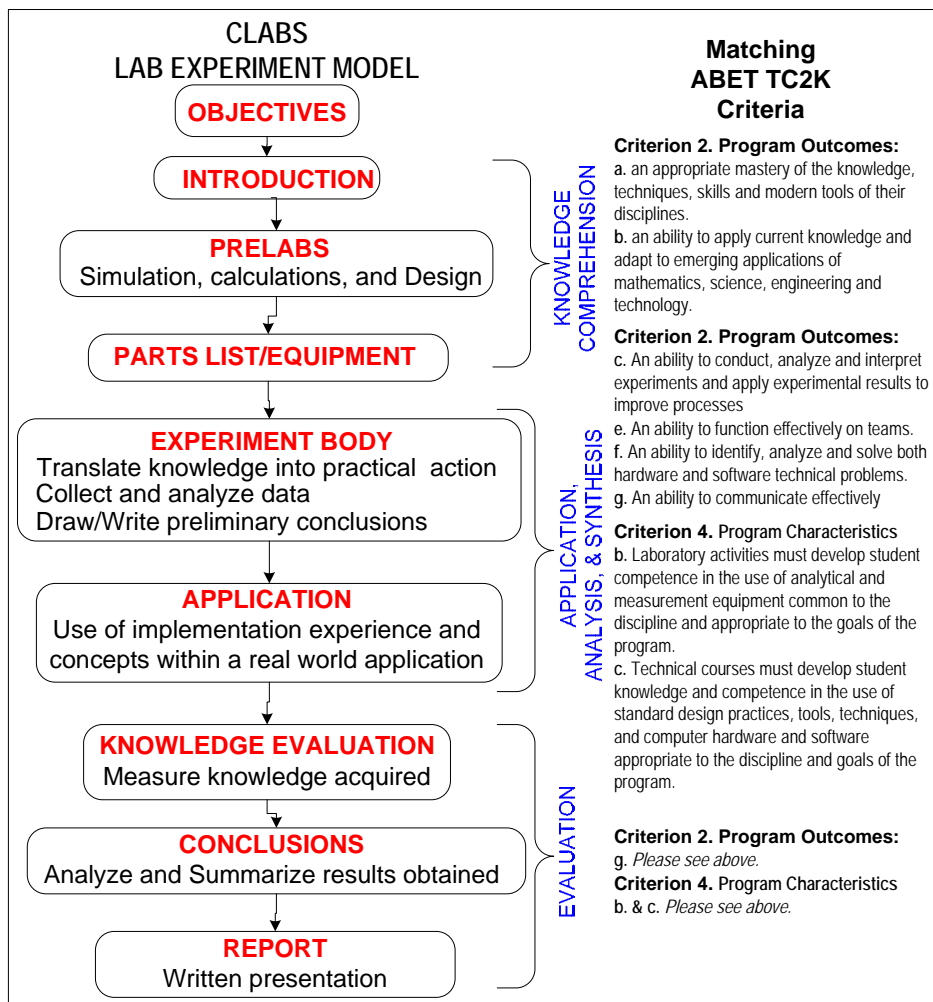 CLABS
LAB EXPERIMENT MODEL
OBJECTIVES
INTRODUCTION
PRELABS
Simulation, calculations, and Design
PARTS LIST/EQUIPMENT
EXPERIMENT BODY
Translate knowledge into practical action
Collect and analyze data
Draw/Write preliminary conclusions
APPLICATION
Use of implementation experience and
concepts within a real world application
KNOWLEDGE EVALUATION
Measure knowledge acquired
CONCLUSIONS
Analyze and Summarize results obtained
REPORT
Written presentation
KNOWLEDGE
COMPREHENSION
APPLICATION,
ANALYSIS, & SYNTHESIS
EVALUATION
Matching
ABET TC2K
Criteria
Criterion 2. Program Outcomes:
a. an appropriate mastery of the knowledge,
techniques, skills and modern tools of their
disciplines.
b. an ability to apply current knowledge and
adapt to emerging applications of
mathematics, science, engineering and
technology.
Criterion 2. Program Outcomes:
c. An ability to conduct, analyze and interpret
experiments and apply experimental results to
improve processes
e. An ability to function effectively on teams.
f. An ability to identify, analyze and solve both
hardware and software technical problems.
g. An ability to communicate effectively
Criterion 4. Program Characteristics
b. Laboratory activities must develop student
competence in the use of analytical and
measurement equipment common to the
discipline and appropriate to the goals of the
program.
c. Technical courses must develop student
knowledge and competence in the use of
standard design practices, tools, techniques,
and computer hardware and software
appropriate to the discipline and goals of the
program.
Criterion 2. Program Outcomes:
g. Please see above.
Criterion 4. Program Characteristics
b. & c. Please see above.